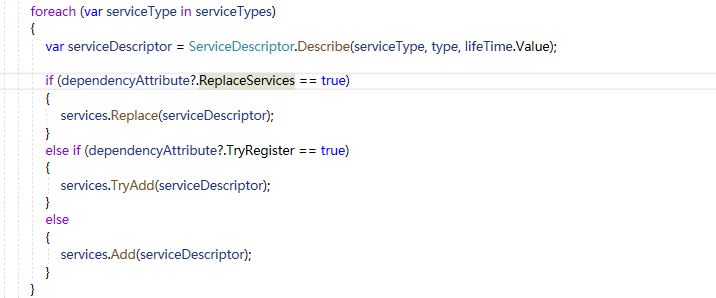 foreach (var serviceType in serviceTypes)
{
var serviceDescriptor = ServiceDescriptor.Describe(serviceType, type, lifeTime.Value);
if (dependencyAttribute?.ReplaceServices == true)
{
services.Replace(serviceDescriptor);
}
else if (dependencyAttribute?.TryRegister == true)
{
services.TryAdd(serviceDescriptor);
}
else
{
services.Add(serviceDescriptor);
}
}